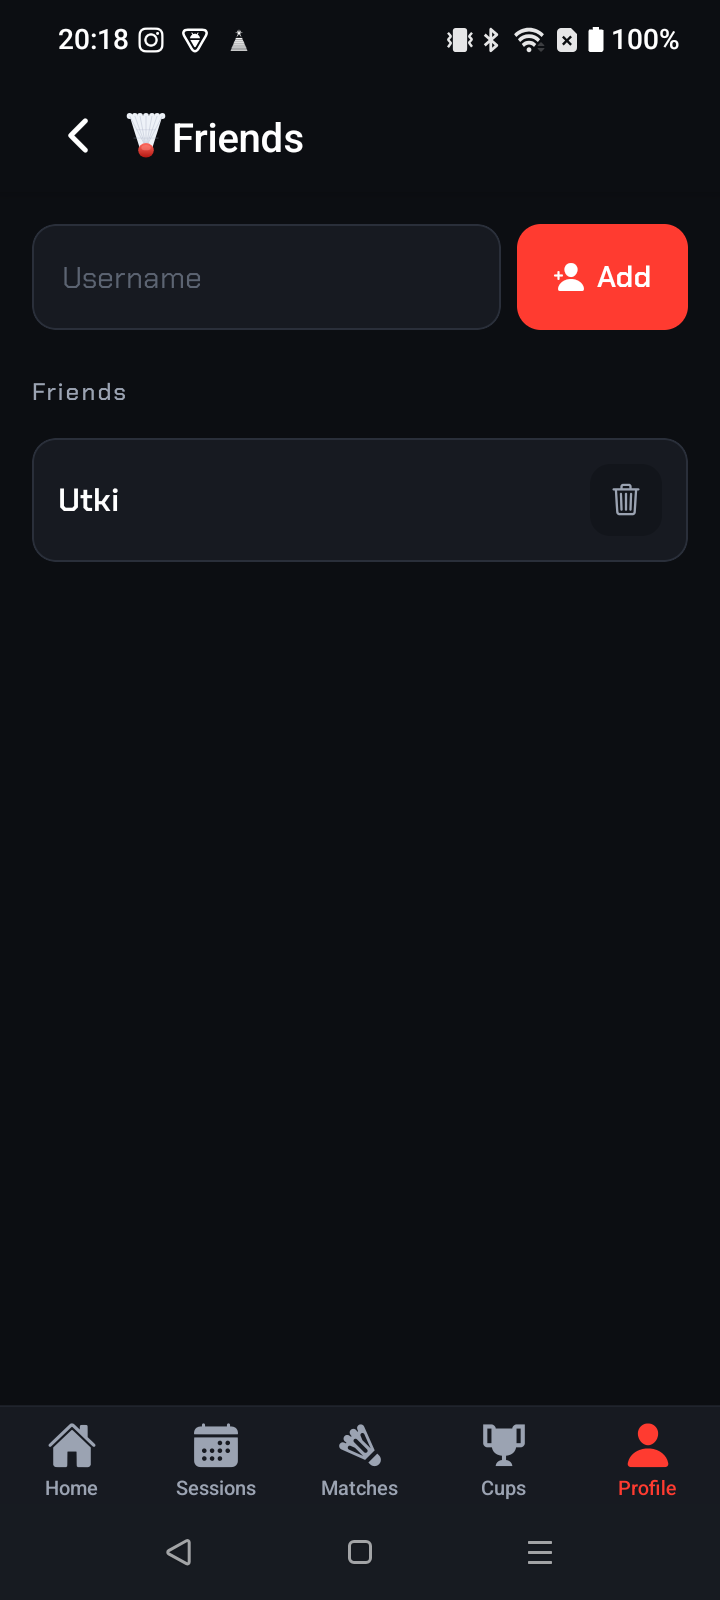 20:18 100%
Friends
Username
Add
Friends
Utki
Home Sessions Matches Cups Profile